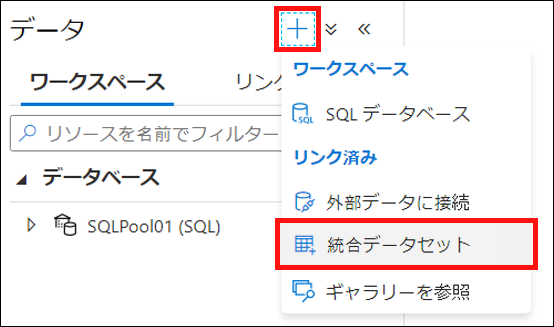 データ
ワークスペース
リンク
リソースを名前でフィルター
データベース
SQLPool01 (SQL)
ワークスペース
SQL データベース
リンク済み
外部データに接続
統合データセット
ギャラリーを参照